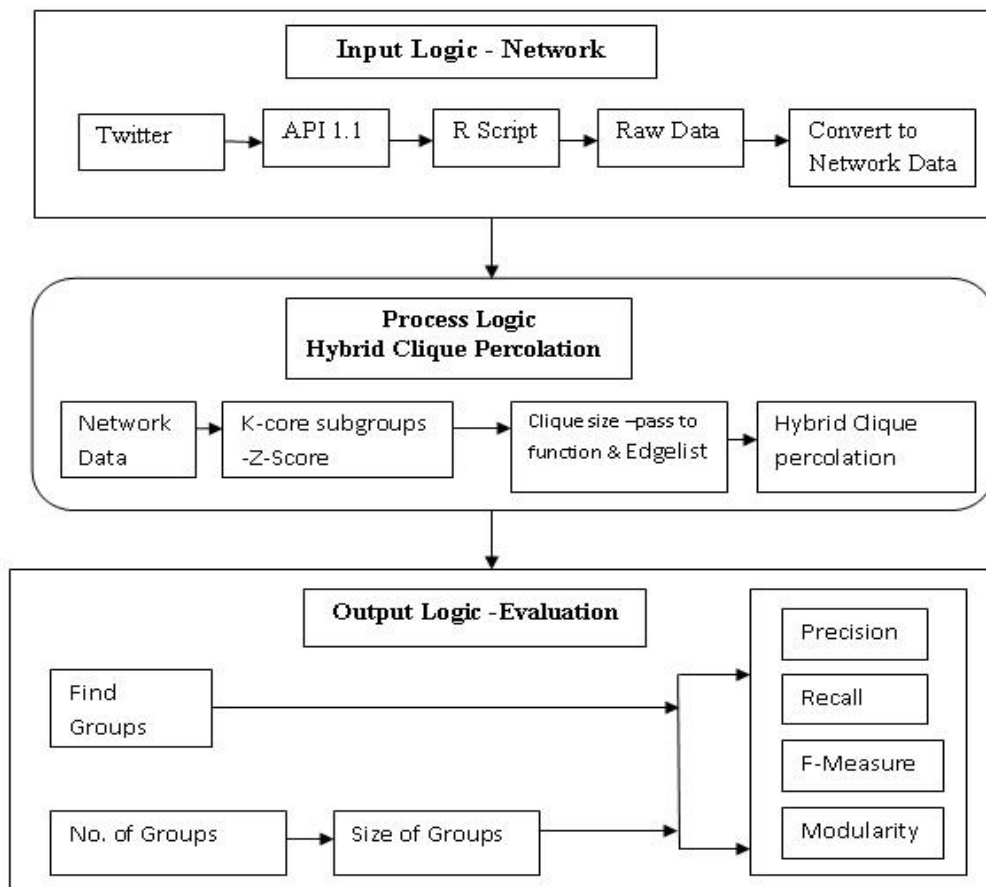 Input Logic - Network
Twitter
API 1.1
R Script
Raw Data
Convert to
Network Data
Process Logic
Hybrid Clique Percolation
Network
Data
K-core subgroups
-Z-Score
Clique size –pass to
function & Edgelist
Hybrid Clique
percolation
Output Logic -Evaluation
Find
Groups
No. of Groups
Size of Groups
Precision
Recall
F-Measure
Modularity